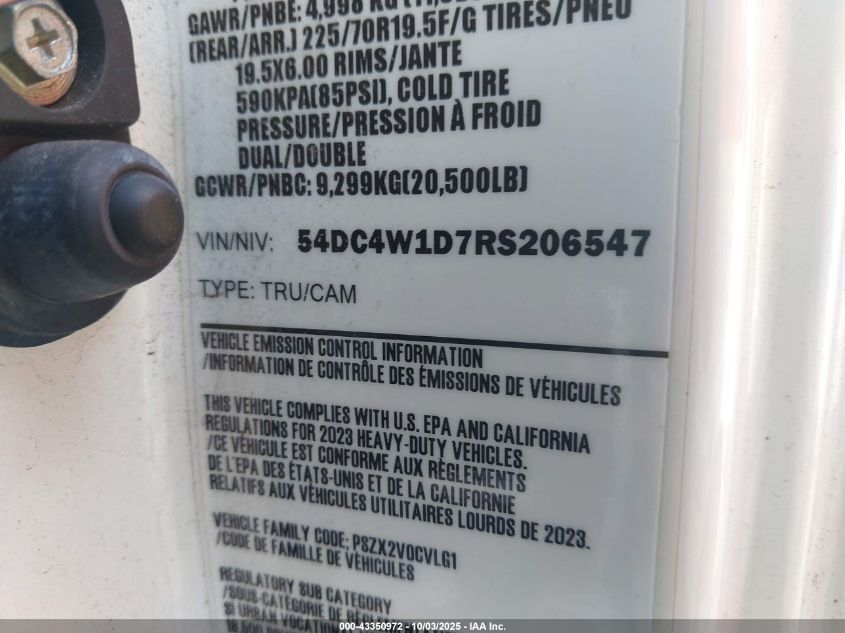 GAWR/PNBE: 4,998 KG
(REAR/ARR.) 225/70R19.5F/G TIRES/PNEU
19.5X6.00 RIMS/JANTE
590KPA(85PSI), COLD TIRE
PRESSURE/PRESSION À FROID
DUAL/DOUBLE
GCWR/PNBC: 9,299KG(20,500LB)
VIN/NIV: 54DC4W1D7RS206547
TYPE: TRU/CAM
VEHICLE EMISSION CONTROL INFORMATION
/INFORMATION DE CONTRÔLE DES ÉMISSIONS DE VÉHICULES
THIS VEHICLE COMPLIES WITH U.S. EPA AND CALIFORNIA
REGULATIONS FOR 2023 HEAVY-DUTY VEHICLES.
/CE VÉHICULE EST CONFORME AUX RÈGLEMENTS
DE L'EPA DES ÉTATS-UNIS ET DE LA CALIFORNIE
RELATIFS AUX VÉHICULES UTILITAIRES LOURDS DE 2023.
VEHICLE FAMILY CODE: PSZX2VOCVLG1
/CODE DE FAMILLE DE VÉHICULES
REGULATORY SUB CATEGORY
/SOUS-CATÉGORIE DE
SI URBAN
000-43350972 - 10/03/2025 - IAA Inc.